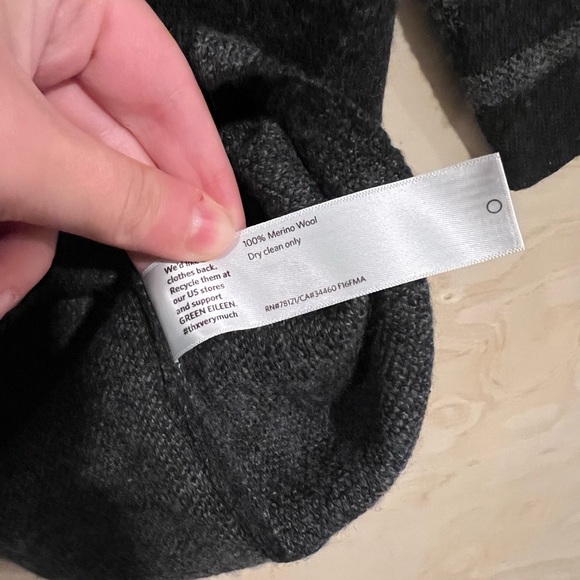 100% Merino Wool
Dry clean only
RN#78121/CA#34460 F16FMA
We'd
clothes back.
Recycle them at
our US stores
and support
GREEN EILEEN.
#thxverymuch